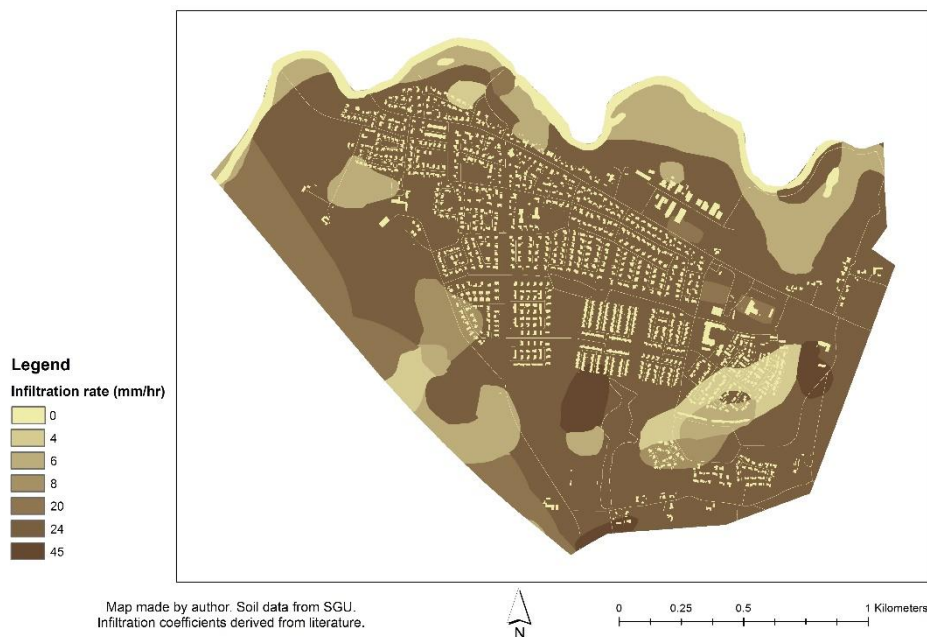 Legend
Infiltration rate (mm/hr)
0
4
6
8
20
24
45
Map made by author. Soil data from SGU.
Infiltration coefficients derived from literature.
N
0 0.25 0.5 1 Kilometers